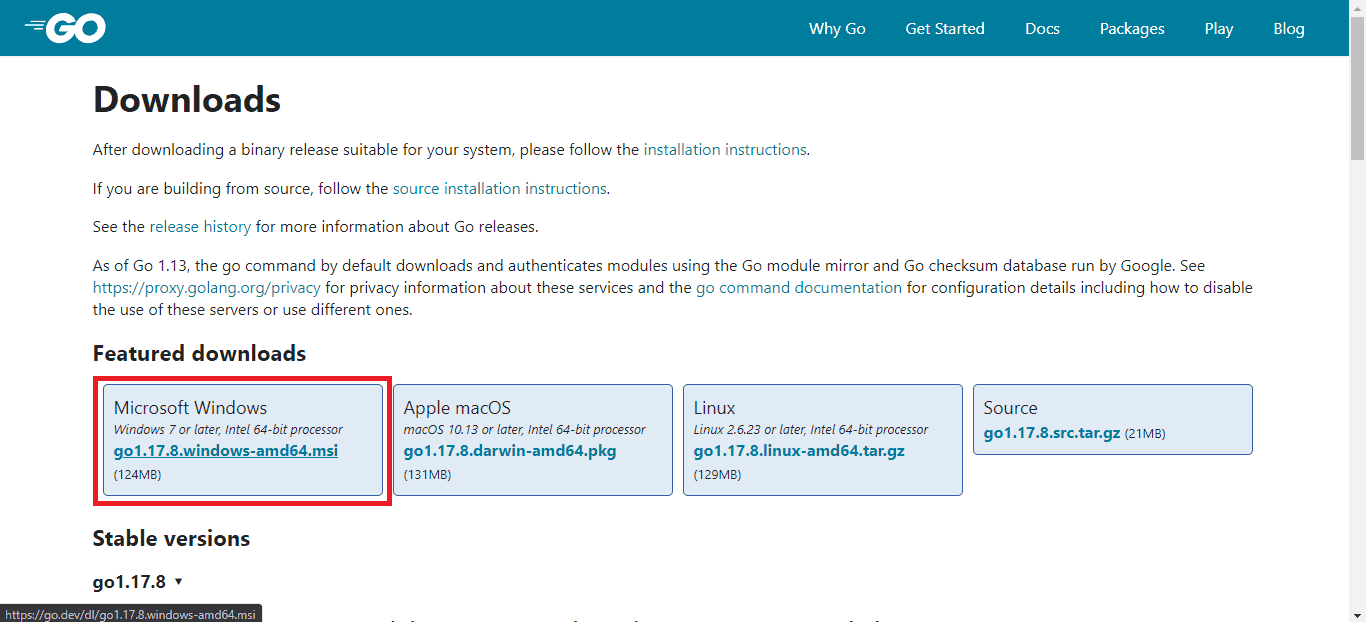 GO
Why Go Get Started Docs Packages Play Blog
Downloads
After downloading a binary release suitable for your system, please follow the installation instructions.
If you are building from source, follow the source installation instructions.
See the release history for more information about Go releases.
As of Go 1.13, the go command by default downloads and authenticates modules using the Go module mirror and Go checksum database run by Google. See
https://proxy.golang.org/privacy for privacy information about these services and the go command documentation for configuration details including how to disable
the use of these servers or use different ones.
Featured downloads
Microsoft Windows
Windows 7 or later, Intel 64-bit processor
go1.17.8.windows-amd64.msi
(124MB)
Apple macOS
macOS 10.13 or later, Intel 64-bit processor
go1.17.8.darwin-amd64.pkg
(131MB)
Linux
Linux 2.6.23 or later, Intel 64-bit processor
go1.17.8.linux-amd64.tar.gz
(129MB)
Source
go1.17.8.src.tar.gz (21MB)
Stable versions
go1.17.8 ▾
https://go.dev/dl/go1.17.8.windows-amd64.msi